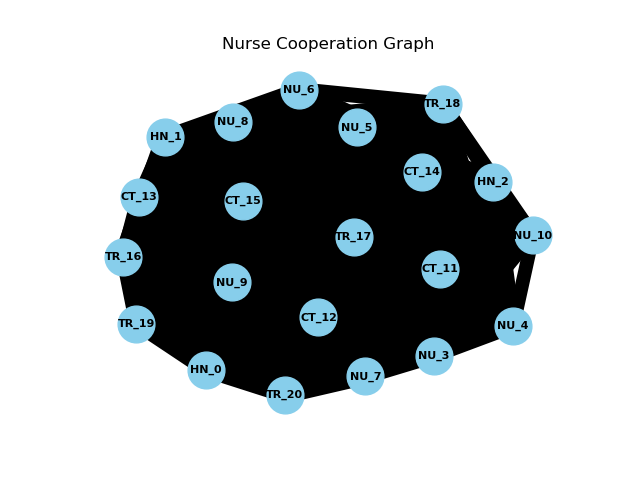 Nurse Cooperation Graph
NU_6
TR_18
NU_8
NU_5
HN_1
CT_14
HN_2
CT_13
CT_15
NU_10
TR_17
TR_16
CT_11
NU_9
CT_12
TR_19
NU_4
NU_3
HN_0
NU_7
TR_20